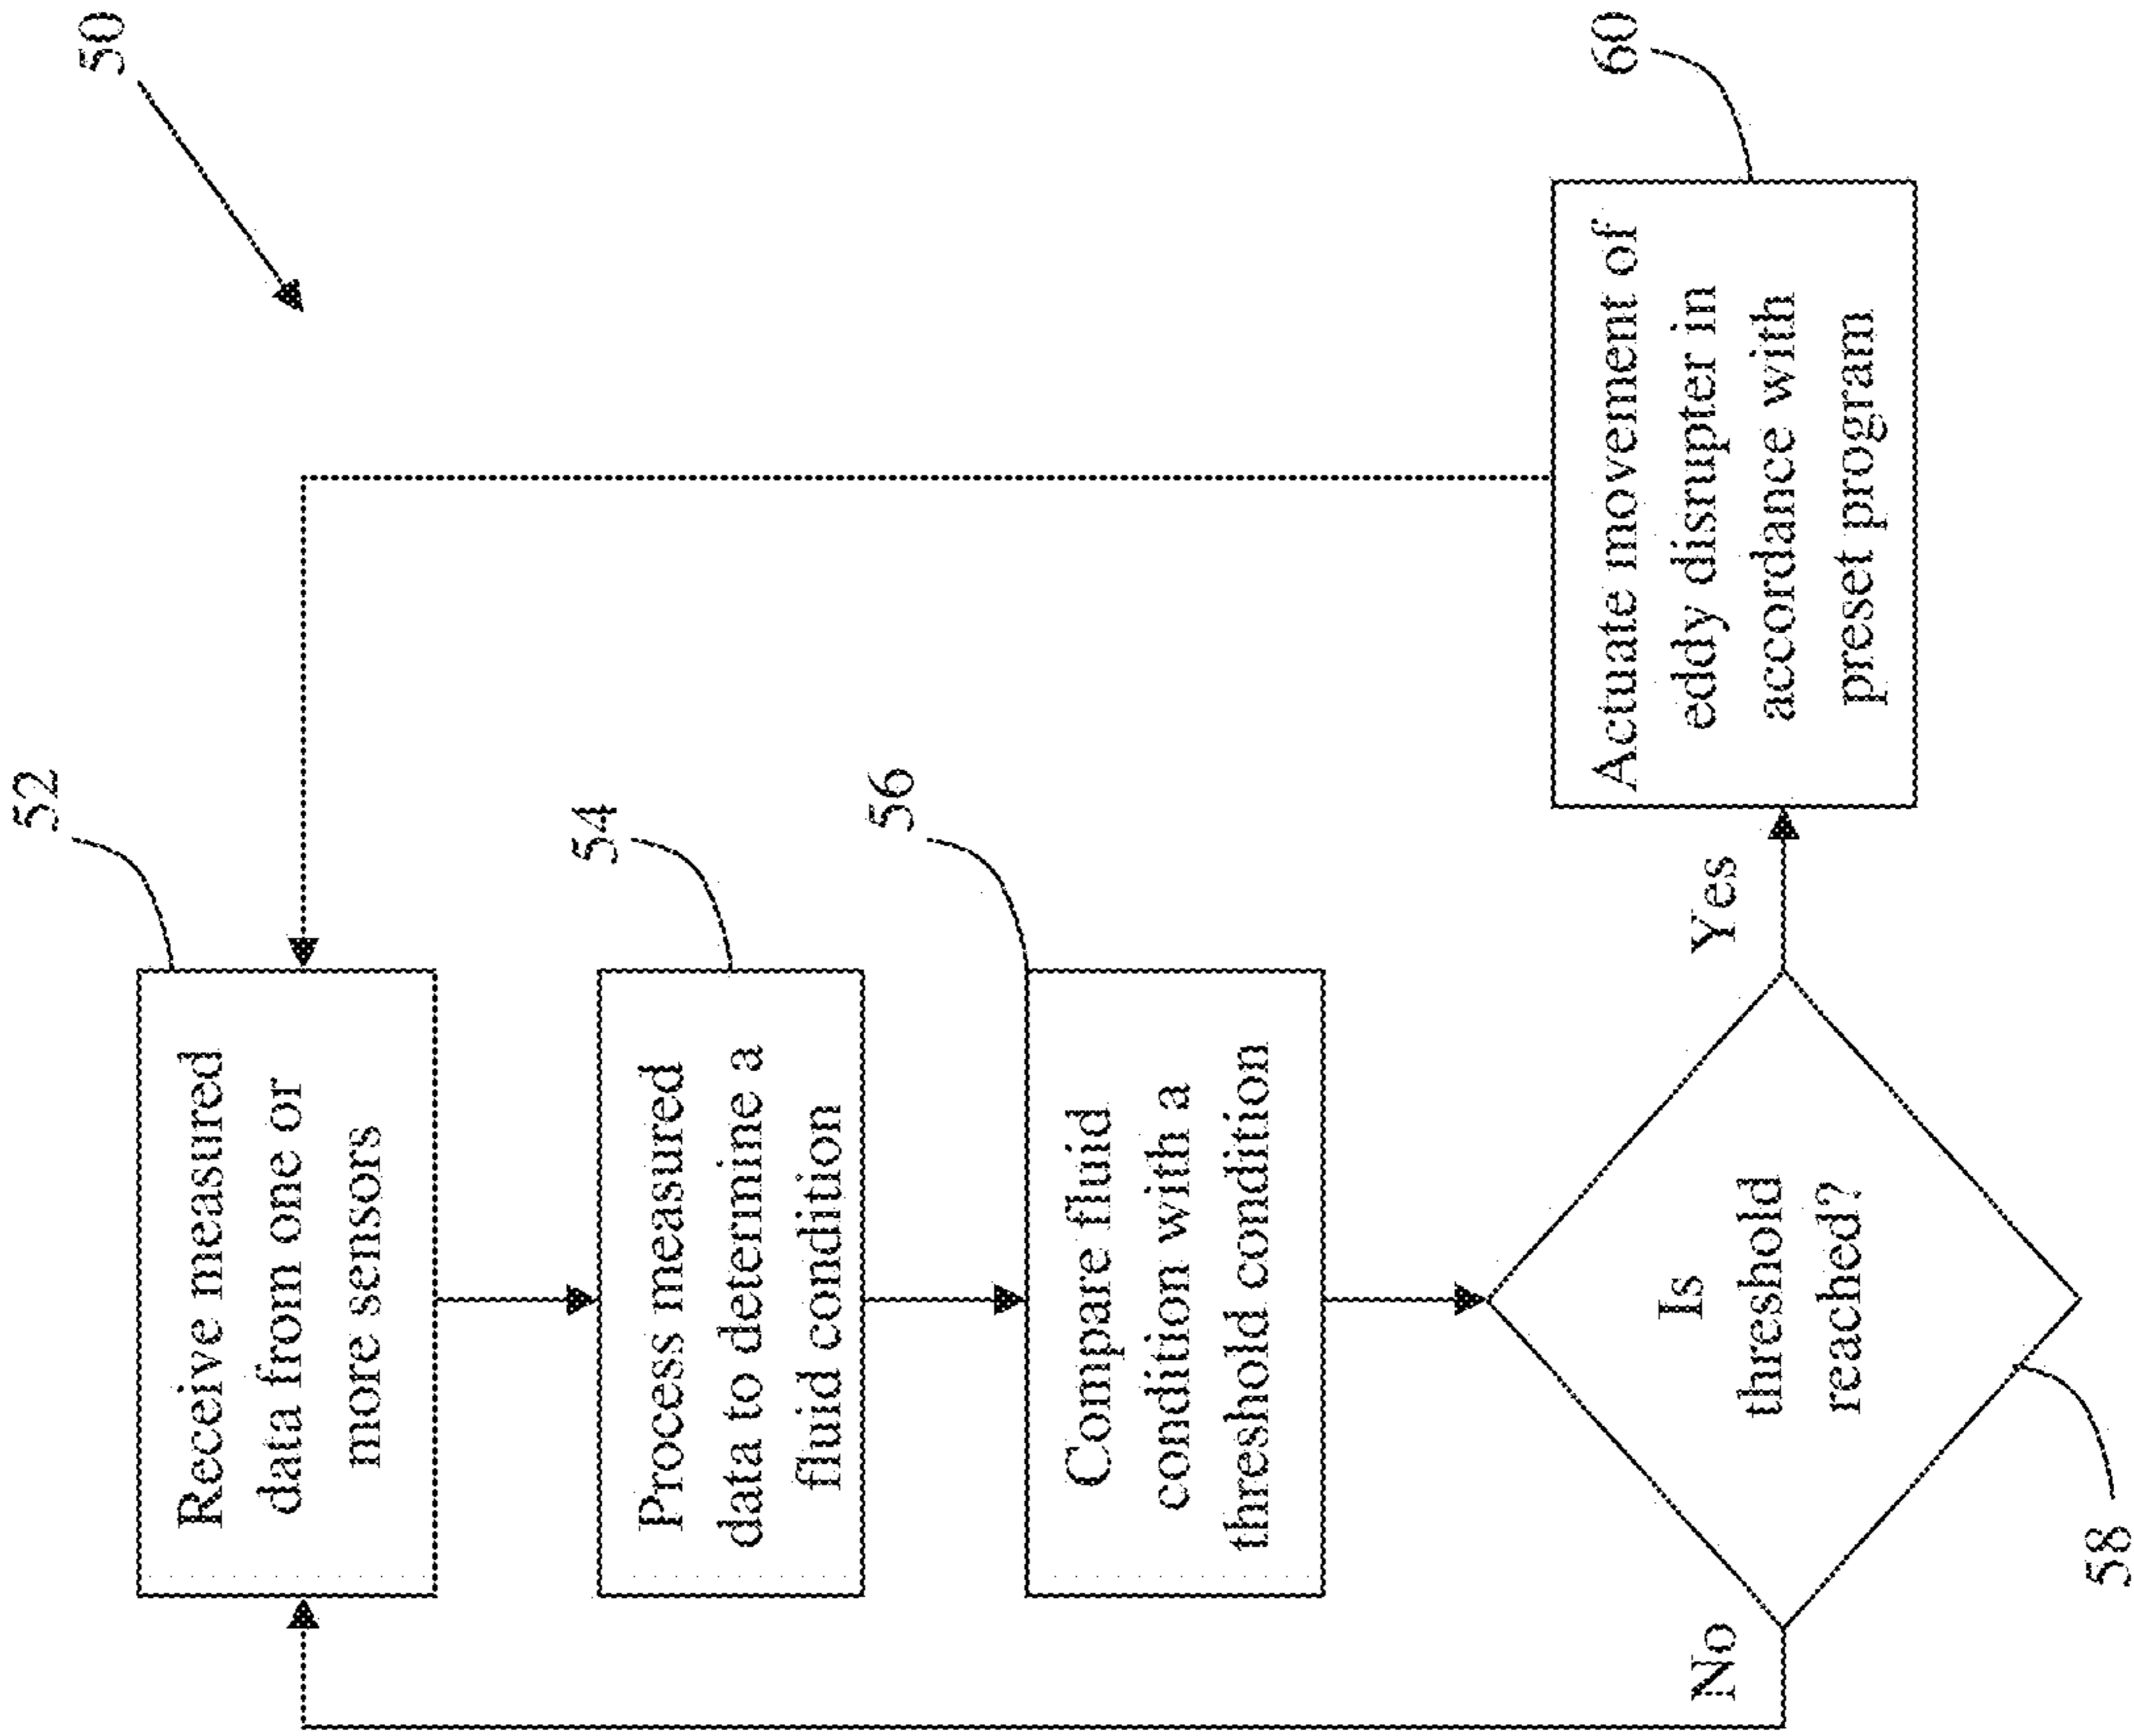 50
52
Receive measured
data from one or
more sensors
54
Process measured
data to determine a
fluid condition
56
Compare fluid
condition with a
threshold condition
Is
threshold
reached?
58
No
Yes
60
Actuate movement of
eddy disrupter in
accordance with
preset program